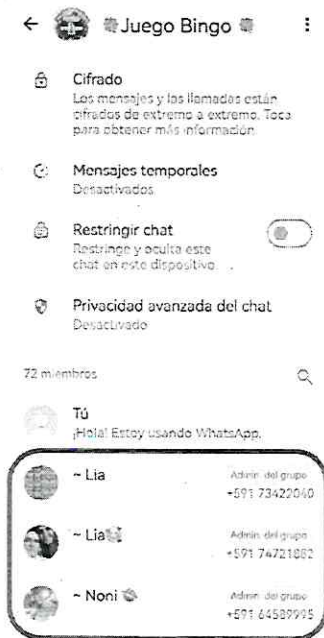 Juego Bingo
Cifrado
Los mensajes y las llamadas están
cifrados de extremo a extremo. Toca
para obtener más información.
Mensajes temporales
Desactivados
Restringir chat
Restringe y oculta este
chat en este dispositivo.
Privacidad avanzada del chat
Desactivado
72 miembros
Tú
¡Hola! Estoy usando WhatsApp.
~ Lia
Admin. del grupo
+591 73422040
~ Lia
Admin. del grupo
+591 74721882
~ Noni
Admin. del grupo
+591 64589995